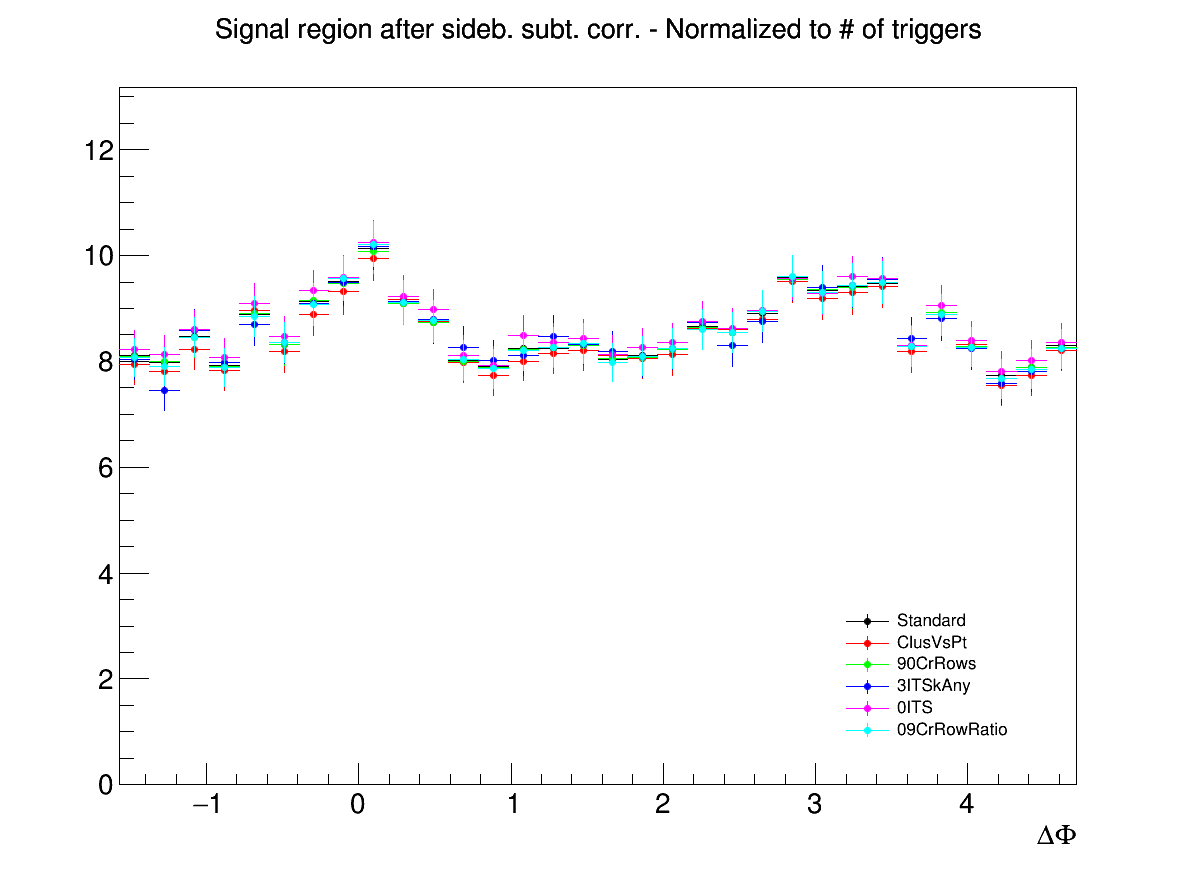 Signal region after sideb. subt. corr. - Normalized to # of triggers
12
10
8
6
4
2
0
Standard
ClusVsPt
90CrRows
3ITSkAny
0ITS
09CrRowRatio
−1 0 1 2 3 4
ΔΦ